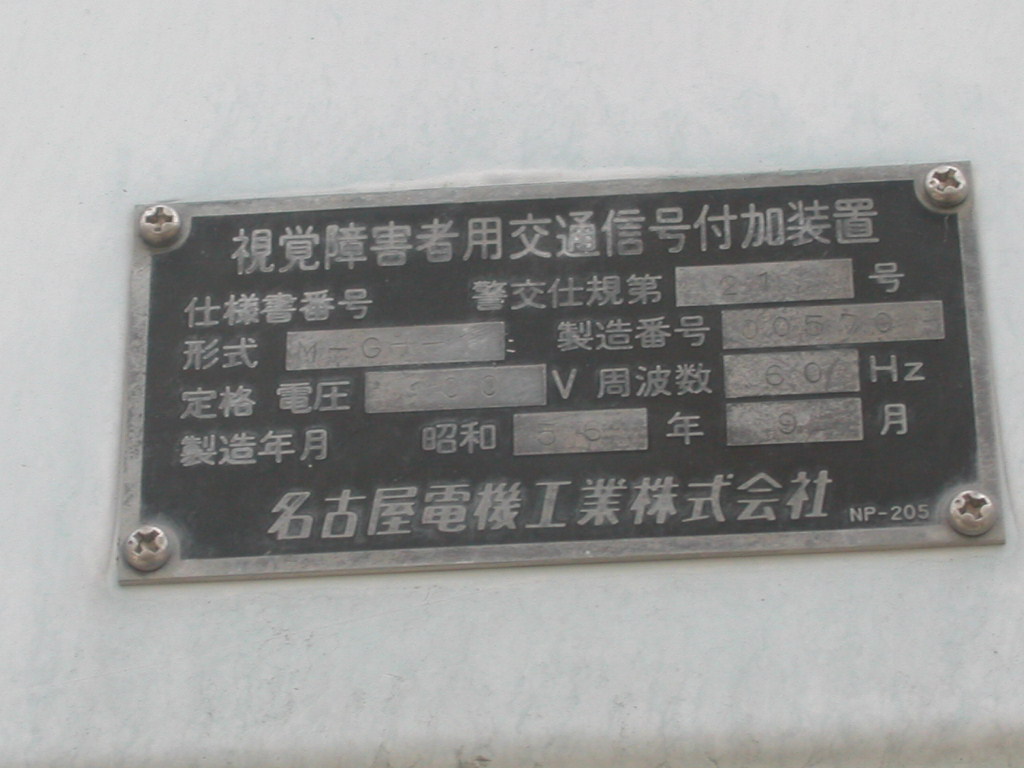 視覚障害者用交通信号付加装置
仕様書番号 警交仕規第 号
形式 製造番号
定格 電圧 V 周波数 60 Hz
製造年月 昭和 年 9 月
名古屋電機工業株式会社 NP-205